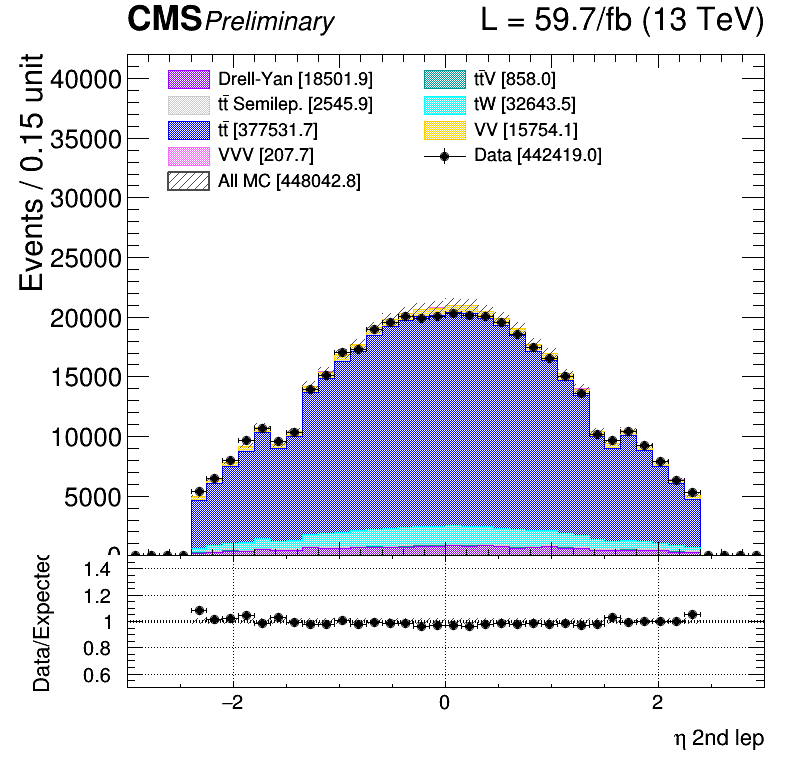 CMS Preliminary L = 59.7/fb (13 TeV)
Events / 0.15 unit
40000
35000
30000
25000
20000
15000
10000
5000
0
Drell-Yan [18501.9]
tt̄ Semilep. [2545.9]
tt̄ [377531.7]
VVV [207.7]
All MC [448042.8]
tt̄V [858.0]
tW [32643.5]
VV [15754.1]
Data [442419.0]
Data/Expected
1.4
1.2
1
0.8
0.6
−2 0 2
η 2nd lep